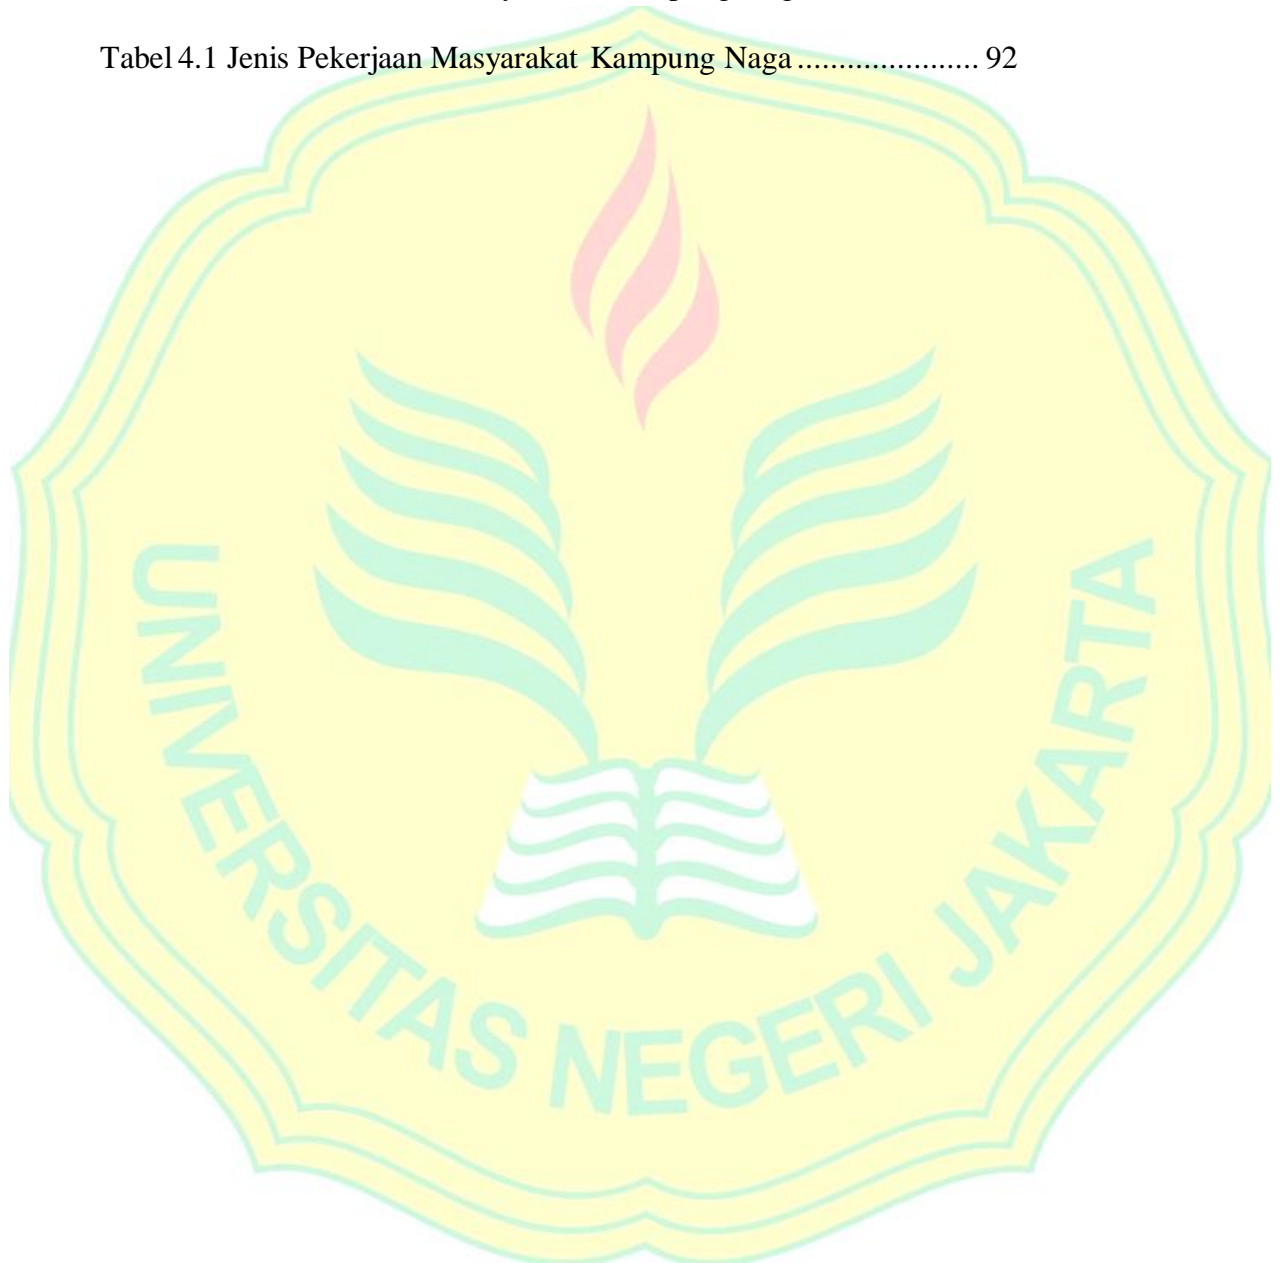 Tabel 4.1 Jenis Pekerjaan Masyarakat Kampung Naga ...................... 92
UNIVERSITAS NEGERI JAKARTA